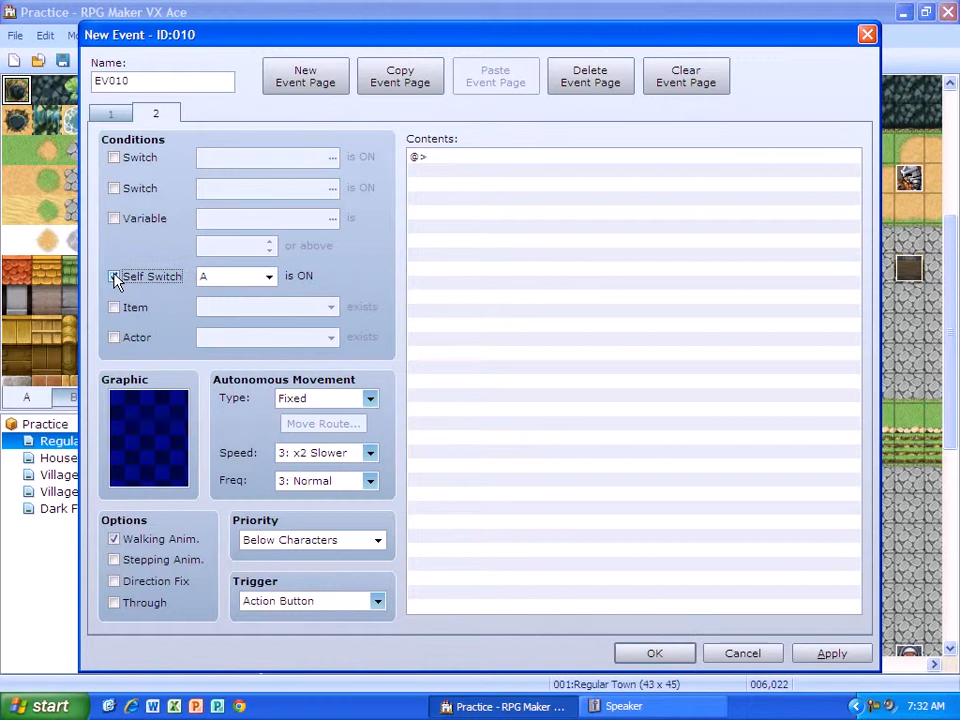 Practice - RPG Maker VX Ace
File Edit
New Event - ID:010
Name:
EV010
New
Event Page
Copy
Event Page
Paste
Event Page
Delete
Event Page
Clear
Event Page
1 2
Conditions
Contents:
Switch ... is ON
@>
Switch ... is ON
Variable ... is
or above
Self Switch A is ON
Item exists
Actor exists
Graphic
Autonomous Movement
Type: Fixed
Move Route...
Speed: 3: x2 Slower
Freq: 3: Normal
Options
Walking Anim.
Stepping Anim.
Direction Fix
Through
Priority
Below Characters
Trigger
Action Button
OK Cancel Apply
A B
Practice
Regula
House
Village
Village
Dark F
001:Regular Town (43 x 45) 006,022
start
Practice - RPG Maker ...
Speaker
7:32 AM